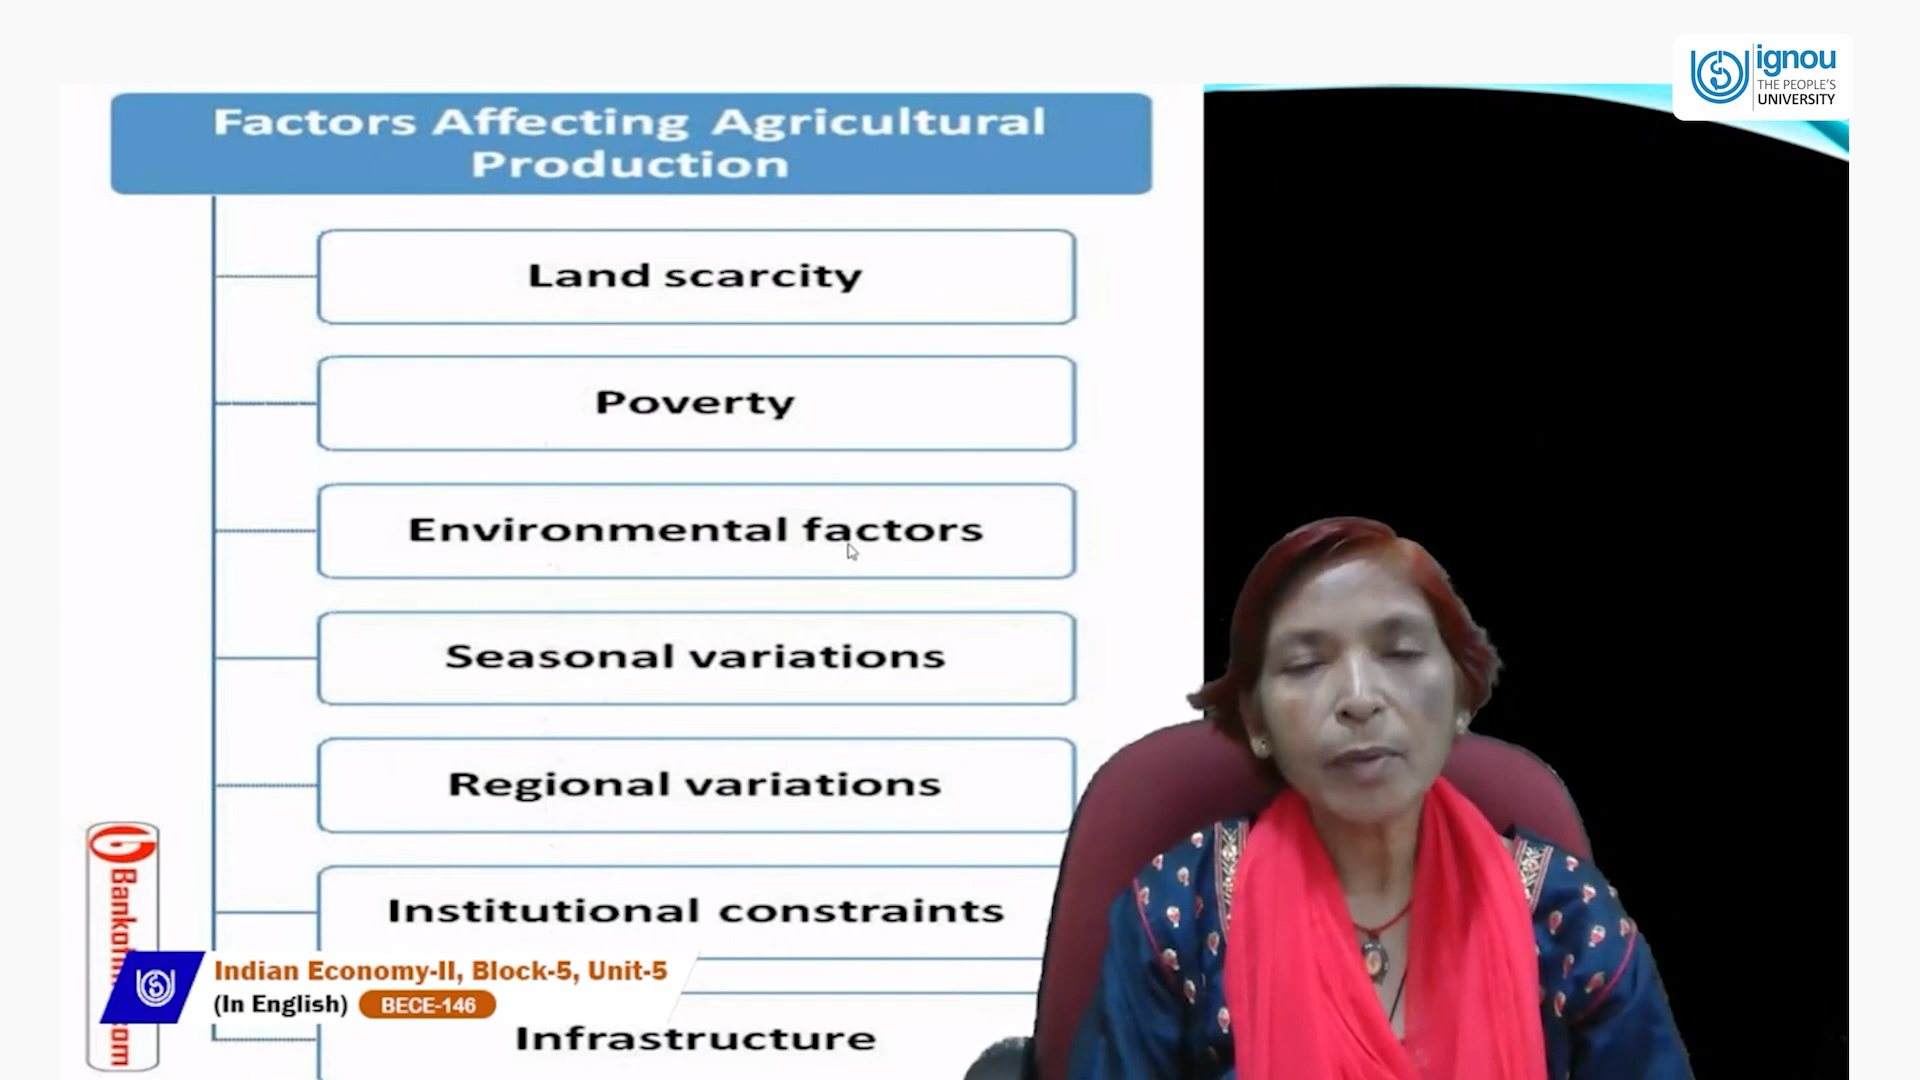 ignou
THE PEOPLE'S
UNIVERSITY
Factors Affecting Agricultural
Production
Land scarcity
Poverty
Environmental factors
Seasonal variations
Regional variations
Institutional constraints
Infrastructure
Indian Economy-II, Block-5, Unit-5
(In English) BECE-146